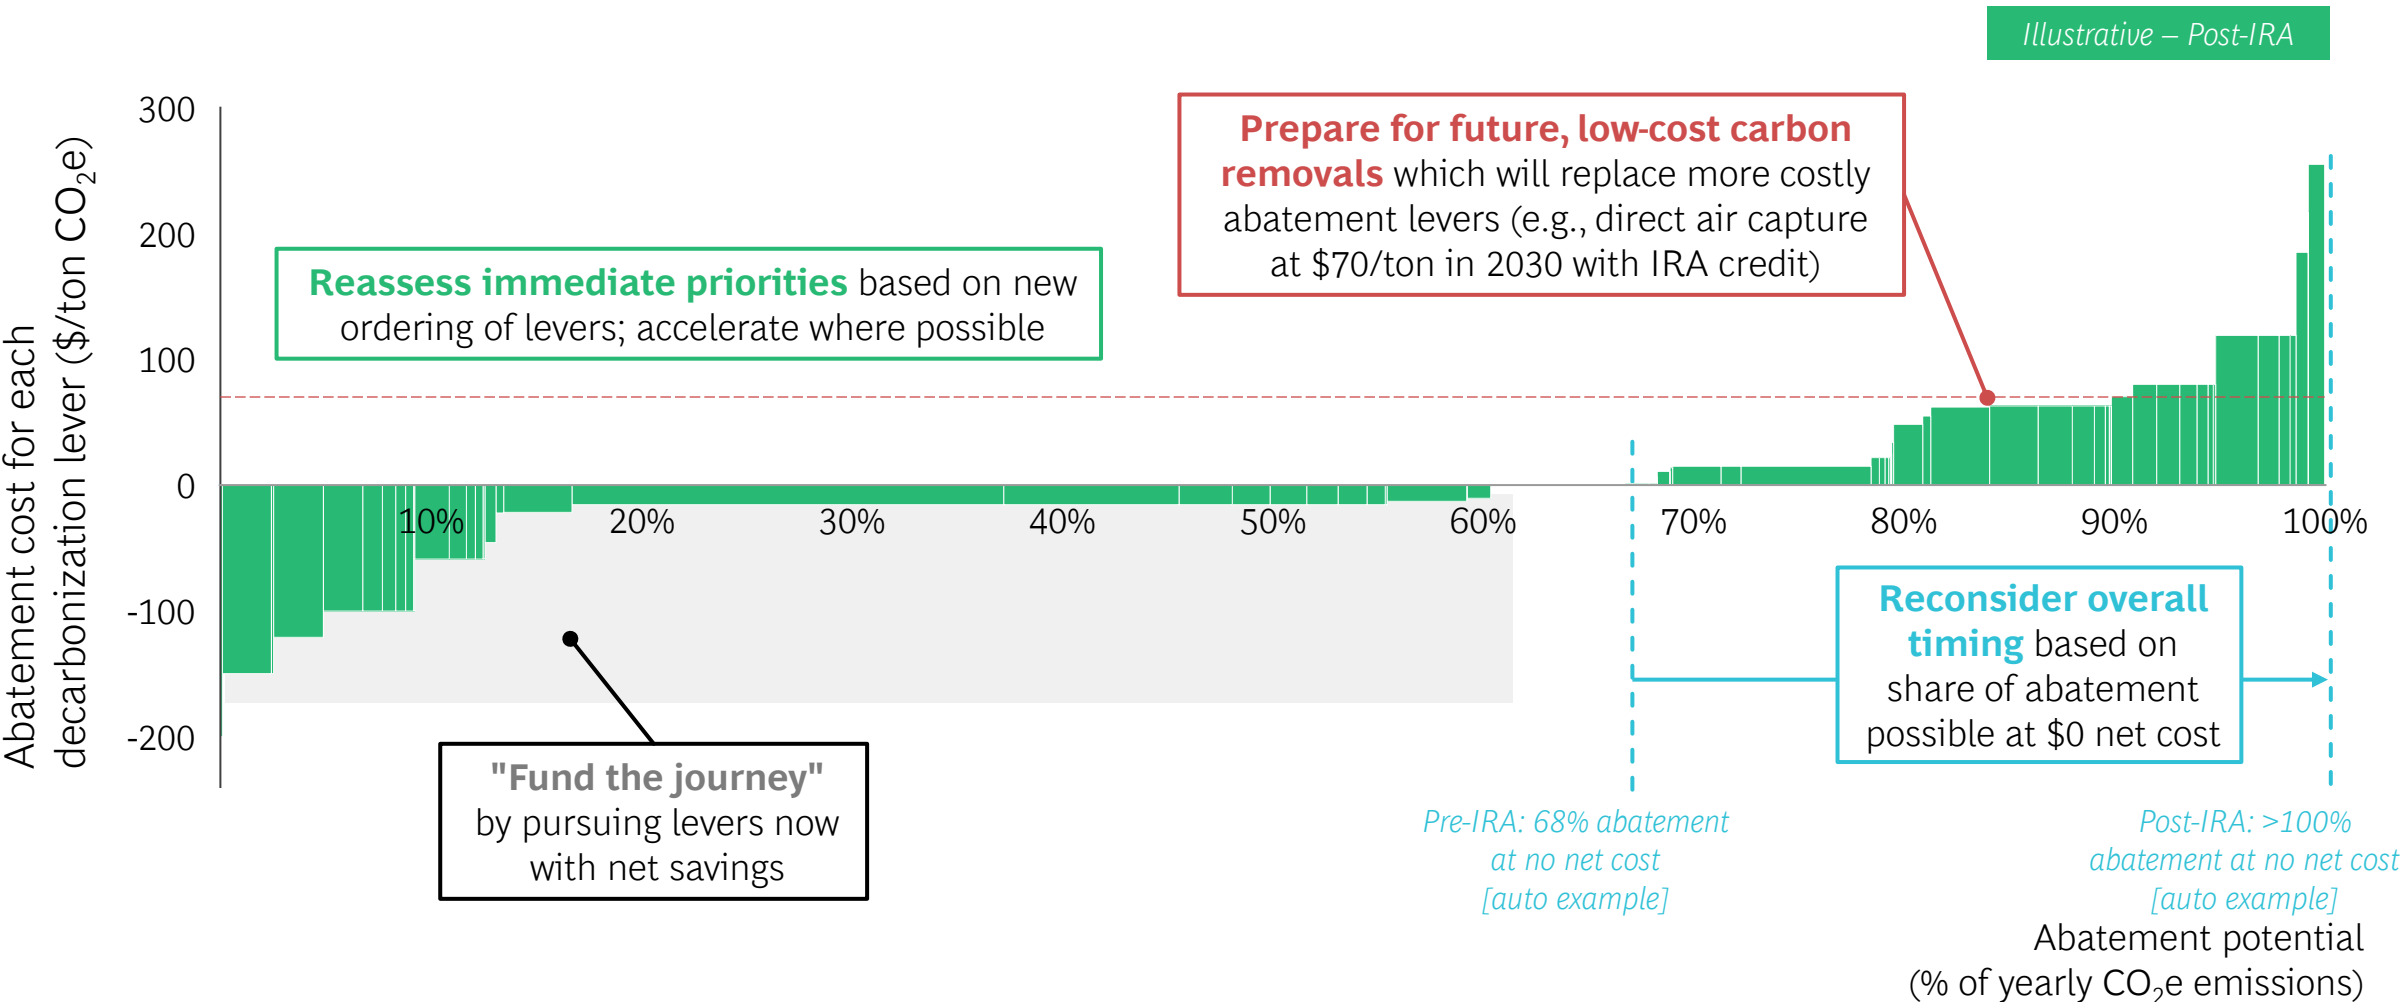 Illustrative – Post-IRA
Abatement cost for each
decarbonization lever ($/ton CO₂e)
300
200
100
0
-100
-200
Reassess immediate priorities based on new
ordering of levers; accelerate where possible
Prepare for future, low-cost carbon
removals which will replace more costly
abatement levers (e.g., direct air capture
at $70/ton in 2030 with IRA credit)
10%
20%
30%
40%
50%
60%
70%
80%
90%
100%
"Fund the journey"
by pursuing levers now
with net savings
Reconsider overall
timing based on
share of abatement
possible at $0 net cost
Pre-IRA: 68% abatement
at no net cost
[auto example]
Post-IRA: >100%
abatement at no net cost
[auto example]
Abatement potential
(% of yearly CO₂e emissions)